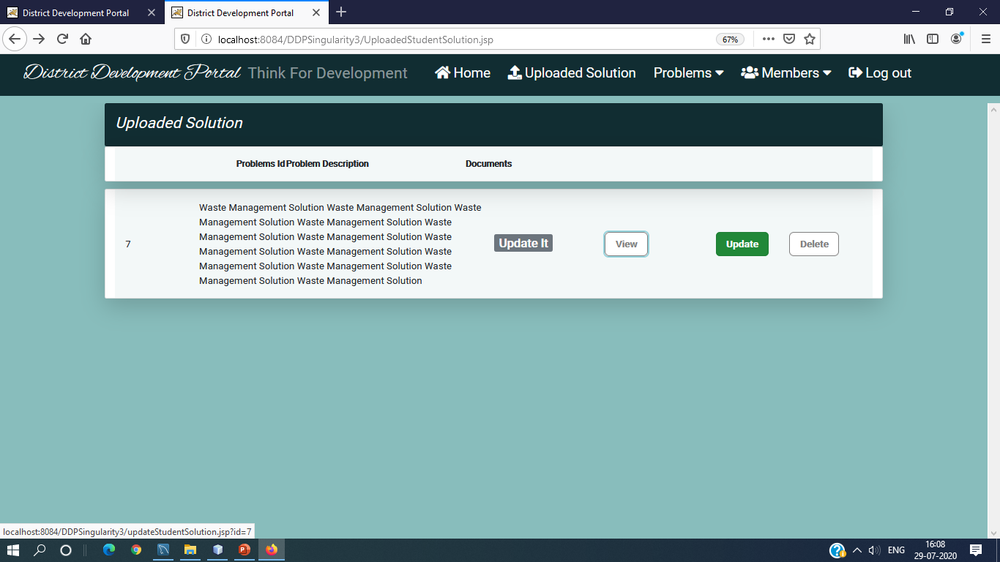 District Development Portal
District Development Portal
localhost:8084/DDPSingularity3/UploadedStudentSolution.jsp
67%
District Development Portal Think For Development Home Uploaded Solution Problems Members Log out
Uploaded Solution
Problems Id Problem Description Documents
Waste Management Solution Waste Management Solution Waste
Management Solution Waste Management Solution Waste
Management Solution Waste Management Solution Waste
7 Update It View Update Delete
Management Solution Waste Management Solution Waste
Management Solution Waste Management Solution Waste
Management Solution Waste Management Solution
localhost:8084/DDPSingularity3/updateStudentSolution.jsp?id=7
ENG
16:08
29-07-2020